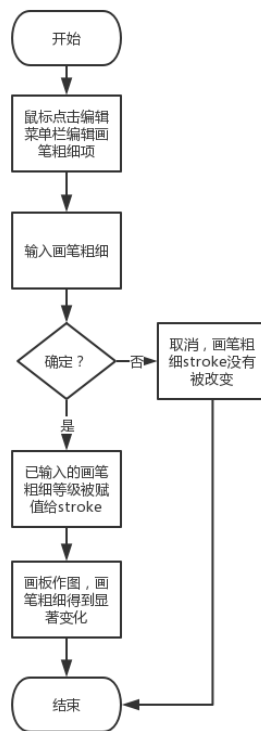 开始
鼠标点击编辑
菜单栏编辑画
笔粗细项
输入画笔粗细
确定？
否
取消，画笔粗
细stroke没有
被改变
是
已输入的画笔
粗细等级被赋
值给stroke
画板作图，画
笔粗细得到显
著变化
结束